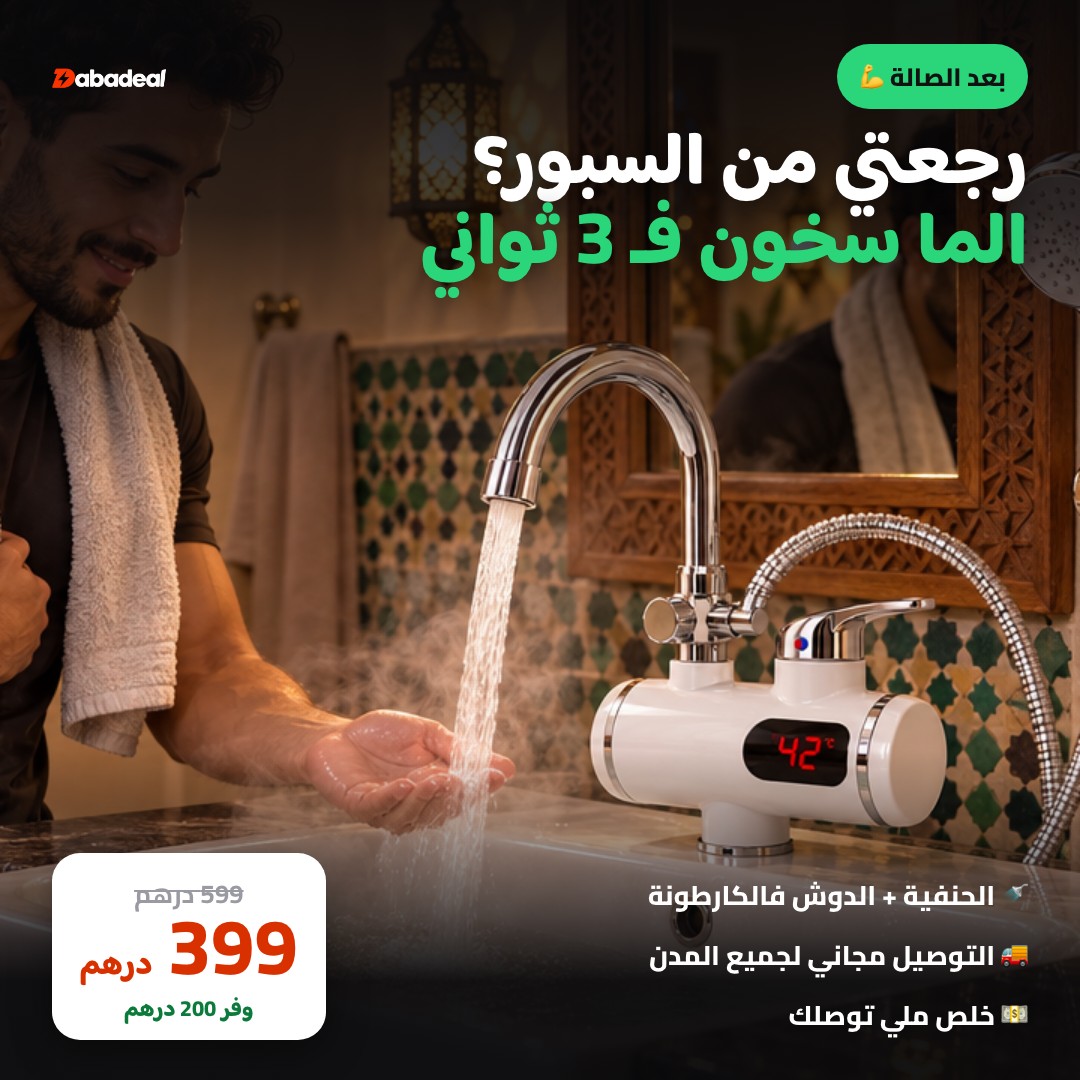 Dabadeal
بعد الصالة 💪
رجعتي من السبور؟
الما سخون فـ 3 ثواني
42°C
599 درهم
399 درهم
وفر 200 درهم
🚿 الحنفية + الدوش فالكارطونة
🚚 التوصيل مجاني لجميع المدن
💵 خلص ملي توصلك